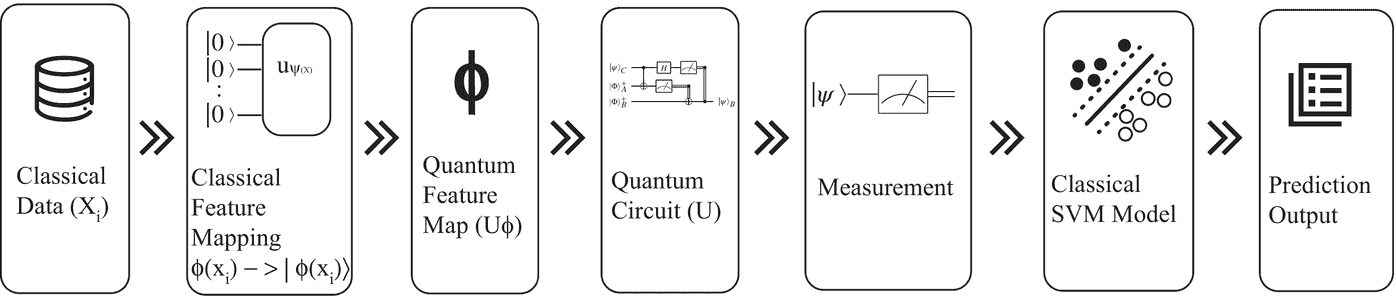 Classical
Data (Xᵢ)
|0⟩
|0⟩
⋮
|0⟩
uψ(X)
Classical
Feature
Mapping
ϕ(xᵢ) – > | ϕ(xᵢ)⟩
ϕ
Quantum
Feature
Map (Uϕ)
|ψ⟩C
H
|Φ⟩⁺A
|Φ⟩⁺B
|ψ⟩B
Quantum
Circuit (U)
|ψ⟩
Measurement
Classical
SVM Model
Prediction
Output